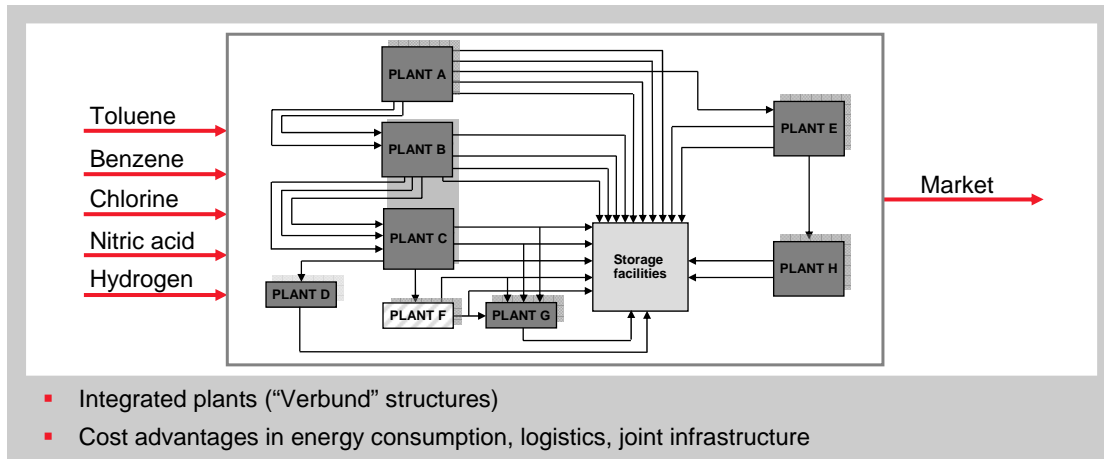 PLANT A
Toluene
PLANT E
PLANT B
Benzene
Market
Chlorine
PLANT C
Nitric acid
Storage
facilities
PLANT H
Hydrogen
PLANT D
PLANT F
PLANT G
▪ Integrated plants (“Verbund” structures)
▪ Cost advantages in energy consumption, logistics, joint infrastructure